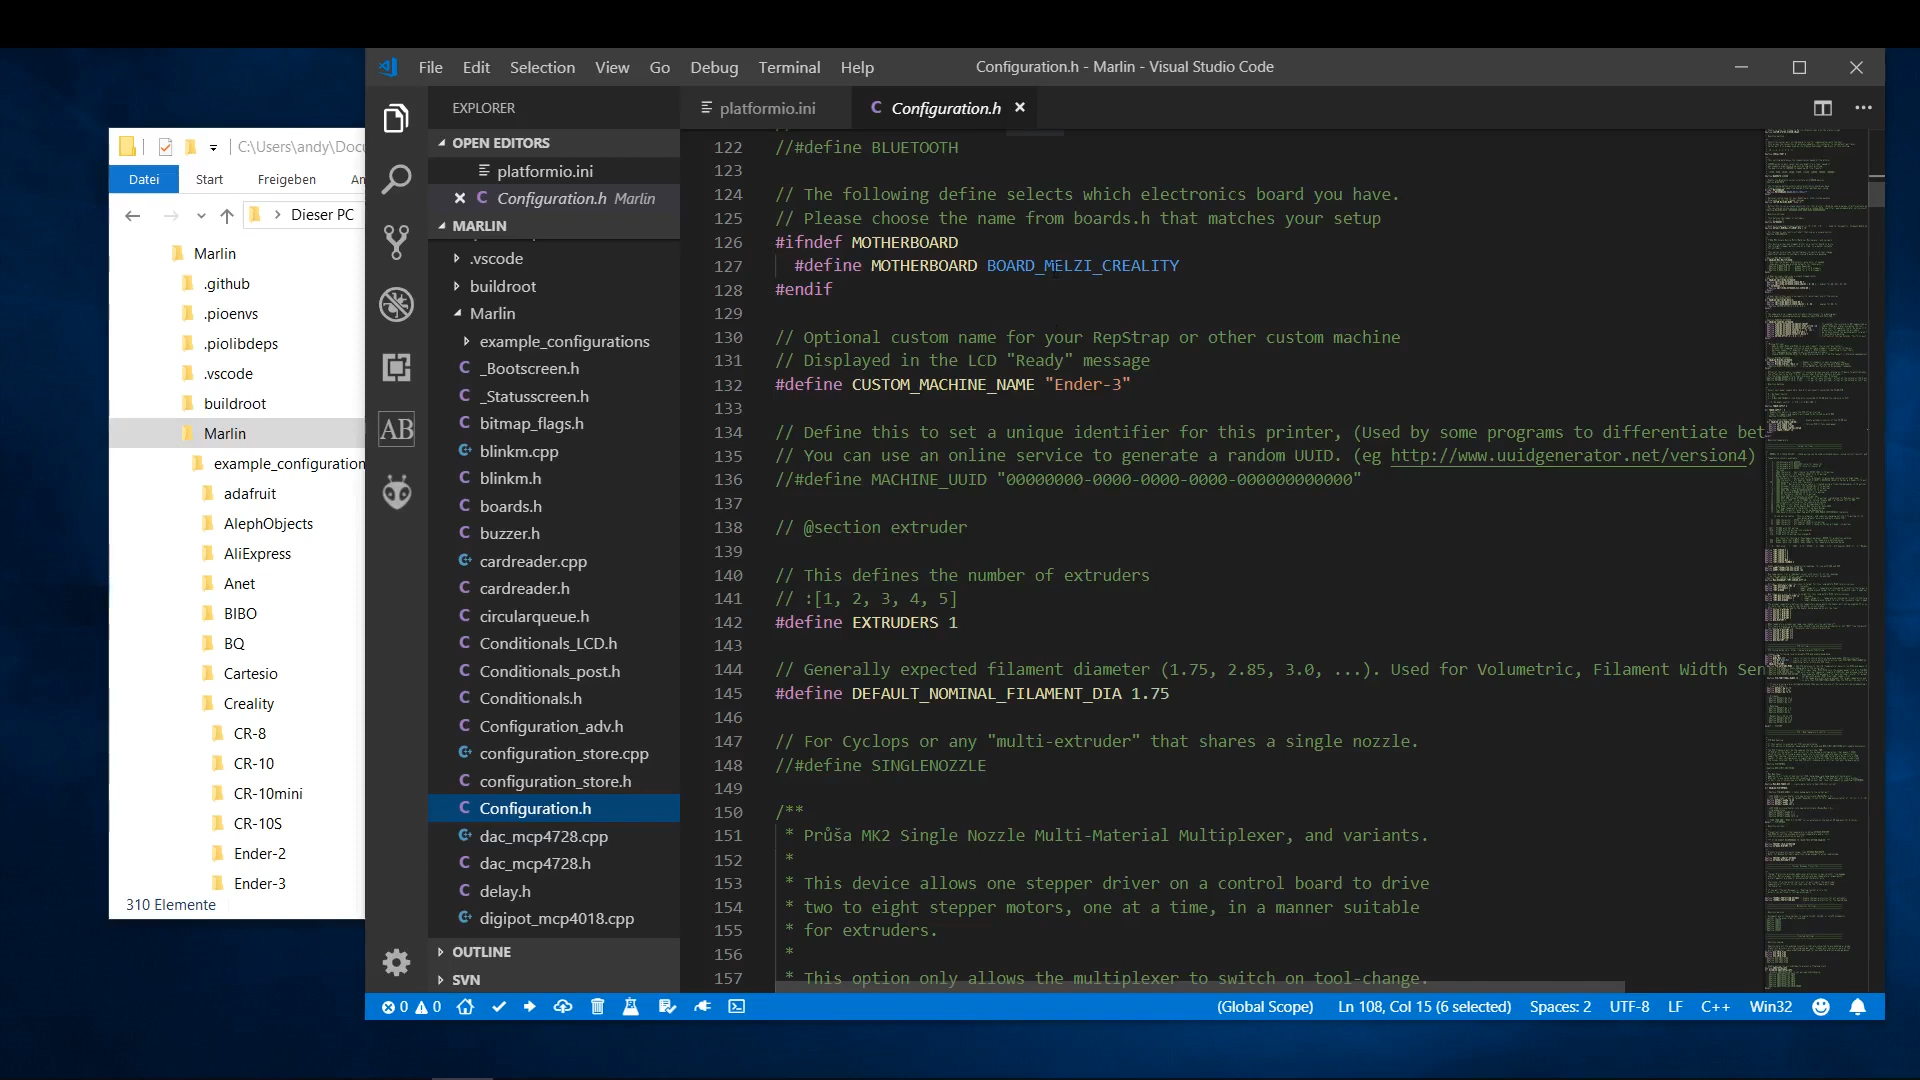 File Edit Selection View Go Debug Terminal Help
Configuration.h - Marlin - Visual Studio Code
C:\Users\andy\Docu
Datei Start Freigeben An
Dieser PC
Marlin
.github
.pioenvs
.piolibdeps
.vscode
buildroot
Marlin
example_configuration
adafruit
AlephObjects
AliExpress
Anet
BIBO
BQ
Cartesio
Creality
CR-8
CR-10
CR-10mini
CR-10S
Ender-2
Ender-3
310 Elemente
EXPLORER
OPEN EDITORS
platformio.ini
Configuration.h Marlin
MARLIN
.vscode
buildroot
Marlin
example_configurations
_Bootscreen.h
_Statusscreen.h
bitmap_flags.h
blinkm.cpp
blinkm.h
boards.h
buzzer.h
cardreader.cpp
cardreader.h
circularqueue.h
Conditionals_LCD.h
Conditionals_post.h
Conditionals.h
Configuration_adv.h
configuration_store.cpp
configuration_store.h
Configuration.h
dac_mcp4728.cpp
dac_mcp4728.h
delay.h
digipot_mcp4018.cpp
OUTLINE
SVN
platformio.ini
Configuration.h
122 //#define BLUETOOTH
123
124 // The following define selects which electronics board you have.
125 // Please choose the name from boards.h that matches your setup
126 #ifndef MOTHERBOARD
127 #define MOTHERBOARD BOARD_MELZI_CREALITY
128 #endif
129
130 // Optional custom name for your RepStrap or other custom machine
131 // Displayed in the LCD "Ready" message
132 #define CUSTOM_MACHINE_NAME "Ender-3"
133
134 // Define this to set a unique identifier for this printer, (Used by some programs to differentiate bet
135 // You can use an online service to generate a random UUID. (eg http://www.uuidgenerator.net/version4)
136 //#define MACHINE_UUID "00000000-0000-0000-0000-000000000000"
137
138 // @section extruder
139
140 // This defines the number of extruders
141 // :[1, 2, 3, 4, 5]
142 #define EXTRUDERS 1
143
144 // Generally expected filament diameter (1.75, 2.85, 3.0, ...). Used for Volumetric, Filament Width Sen
145 #define DEFAULT_NOMINAL_FILAMENT_DIA 1.75
146
147 // For Cyclops or any "multi-extruder" that shares a single nozzle.
148 //#define SINGLENOZZLE
149
150 /**
151 * Průša MK2 Single Nozzle Multi-Material Multiplexer, and variants.
152 *
153 * This device allows one stepper driver on a control board to drive
154 * two to eight stepper motors, one at a time, in a manner suitable
155 * for extruders.
156 *
157 * This option only allows the multiplexer to switch on tool-change.
0 0
(Global Scope) Ln 108, Col 15 (6 selected) Spaces: 2 UTF-8 LF C++ Win32